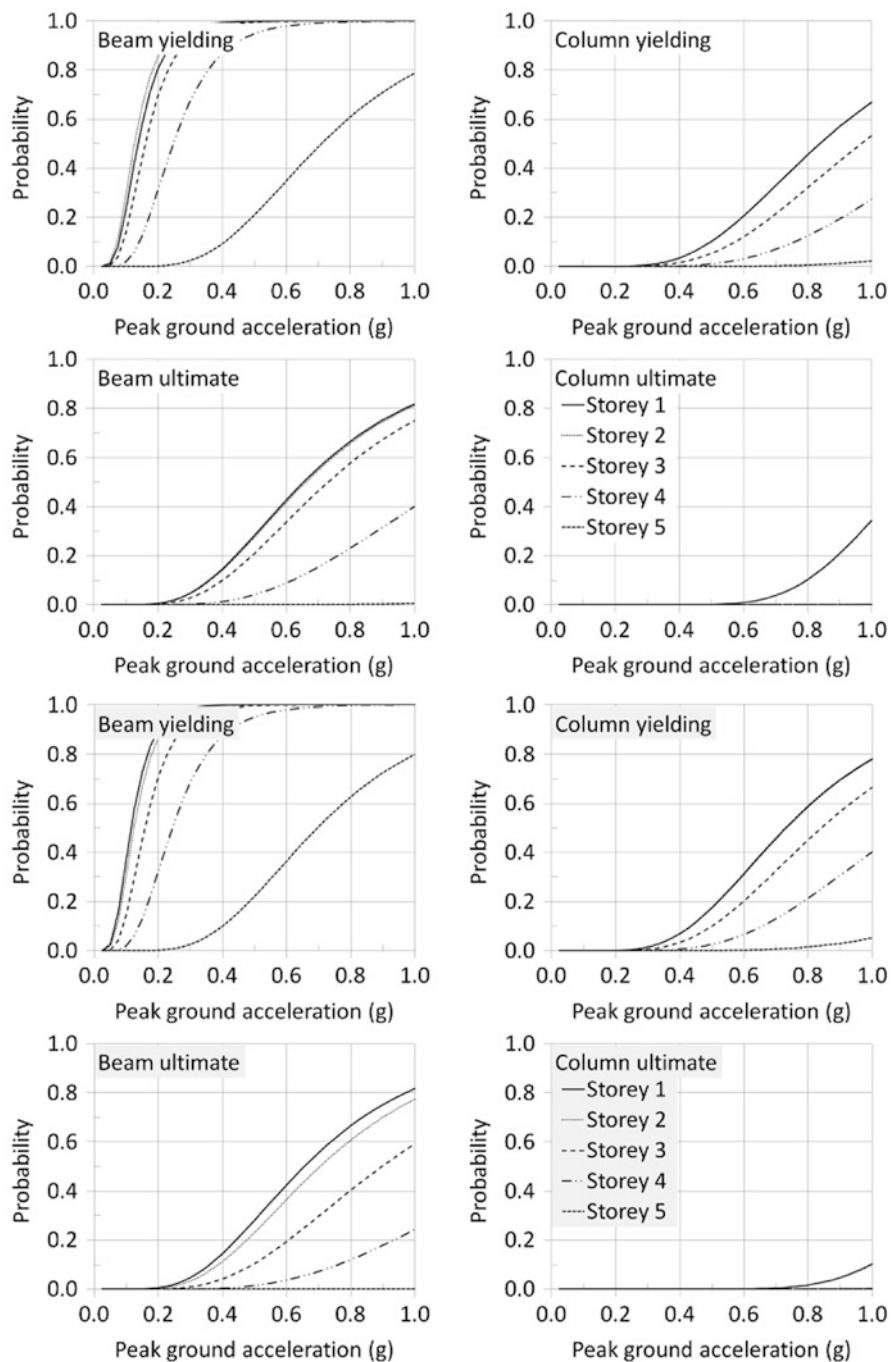 Beam yielding
Probability
1.0
0.8
0.6
0.4
0.2
0.0
0.0 0.2 0.4 0.6 0.8 1.0
Peak ground acceleration (g)
Column yielding
Probability
1.0
0.8
0.6
0.4
0.2
0.0
0.0 0.2 0.4 0.6 0.8 1.0
Peak ground acceleration (g)
Beam ultimate
Probability
1.0
0.8
0.6
0.4
0.2
0.0
0.0 0.2 0.4 0.6 0.8 1.0
Peak ground acceleration (g)
Column ultimate
Storey 1
Storey 2
Storey 3
Storey 4
Storey 5
Probability
1.0
0.8
0.6
0.4
0.2
0.0
0.0 0.2 0.4 0.6 0.8 1.0
Peak ground acceleration (g)
Beam yielding
Probability
1.0
0.8
0.6
0.4
0.2
0.0
0.0 0.2 0.4 0.6 0.8 1.0
Peak ground acceleration (g)
Column yielding
Probability
1.0
0.8
0.6
0.4
0.2
0.0
0.0 0.2 0.4 0.6 0.8 1.0
Peak ground acceleration (g)
Beam ultimate
Probability
1.0
0.8
0.6
0.4
0.2
0.0
0.0 0.2 0.4 0.6 0.8 1.0
Peak ground acceleration (g)
Column ultimate
Storey 1
Storey 2
Storey 3
Storey 4
Storey 5
Probability
1.0
0.8
0.6
0.4
0.2
0.0
0.0 0.2 0.4 0.6 0.8 1.0
Peak ground acceleration (g)